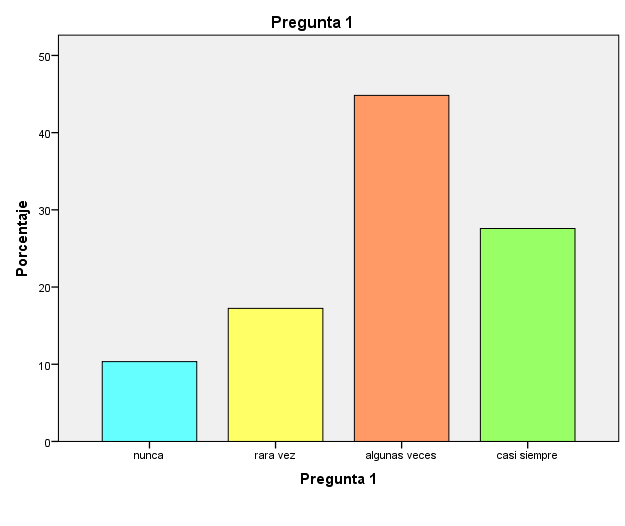 Pregunta 1
50
40
30
20
10
0
Porcentaje
nunca
rara vez
algunas veces
casi siempre
Pregunta 1